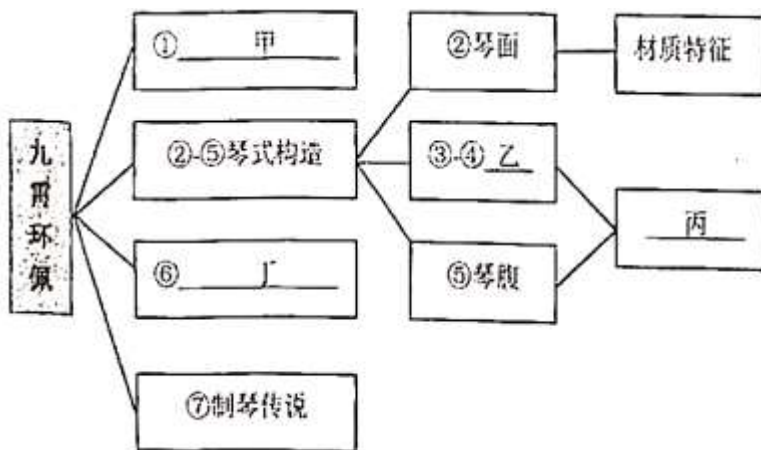 九霄环佩
① 甲
②-⑤琴式构造
⑥ 丁
⑦制琴传说
②琴面
③-④ 乙
⑤琴腹
材质特征
丙